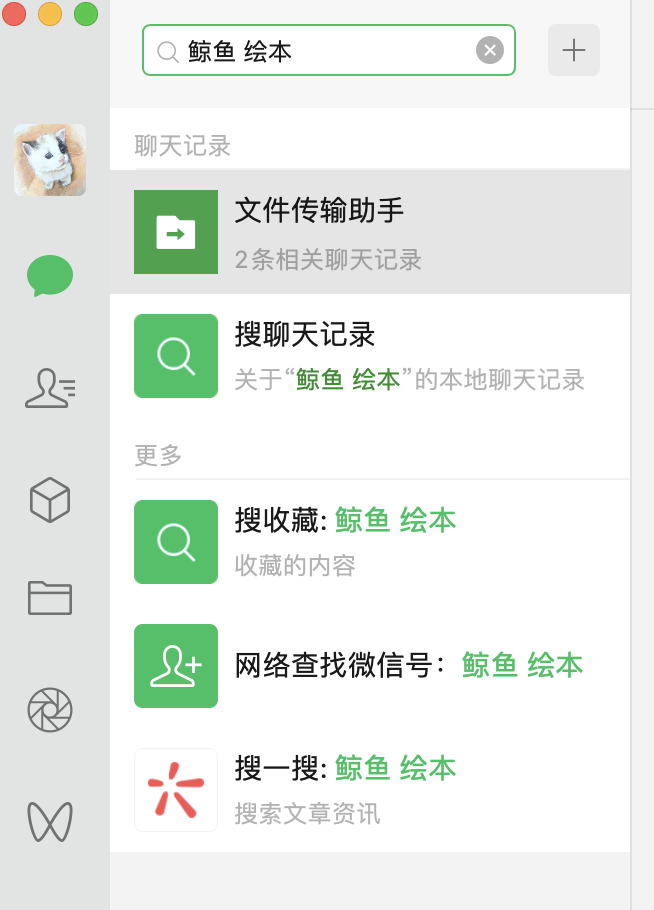 鲸鱼 绘本
聊天记录
文件传输助手
2条相关聊天记录
搜聊天记录
关于“鲸鱼 绘本”的本地聊天记录
更多
搜收藏: 鲸鱼 绘本
收藏的内容
网络查找微信号： 鲸鱼 绘本
搜一搜: 鲸鱼 绘本
搜索文章资讯